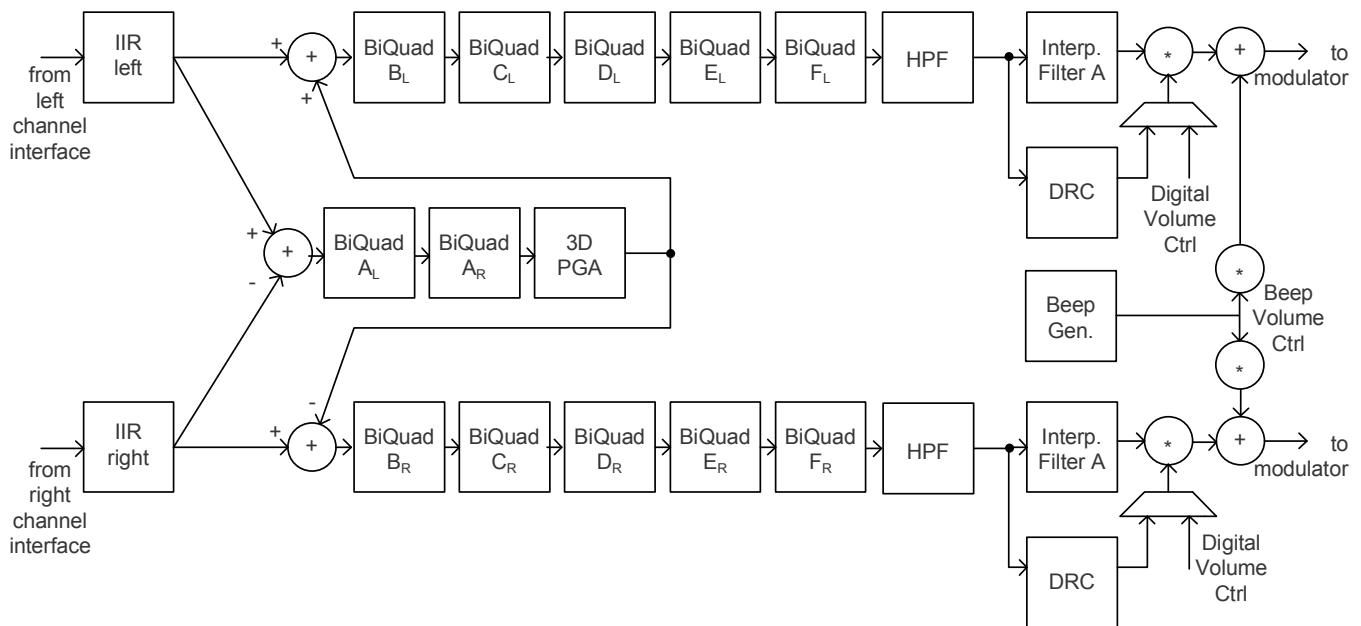 from
left
channel
interface
IIR
left
+
+
+
BiQuad
B_L
BiQuad
C_L
BiQuad
D_L
BiQuad
E_L
BiQuad
F_L
HPF
Interp.
Filter A
*
+
to
modulator
DRC
Digital
Volume
Ctrl
+
+
-
BiQuad
A_L
BiQuad
A_R
3D
PGA
Beep
Gen.
*
Beep
Volume
Ctrl
*
from
right
channel
interface
IIR
right
-
+
+
BiQuad
B_R
BiQuad
C_R
BiQuad
D_R
BiQuad
E_R
BiQuad
F_R
HPF
Interp.
Filter A
*
+
to
modulator
DRC
Digital
Volume
Ctrl